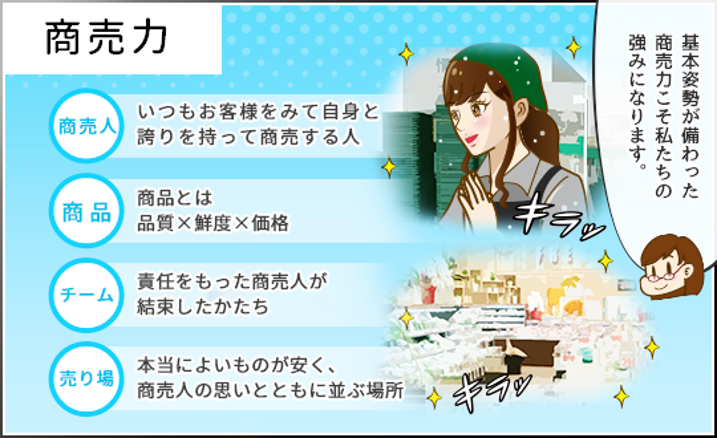 商売力
商売人
いつもお客様をみて自身と
誇りを持って商売する人
商品
商品とは
品質×鮮度×価格
チーム
責任をもった商売人が
結束したかたち
売り場
本当によいものが安く、
商売人の思いとともに並ぶ場所
基本姿勢が備わった
商売力こそ私たちの
強みになります。
キラッ
キラッ